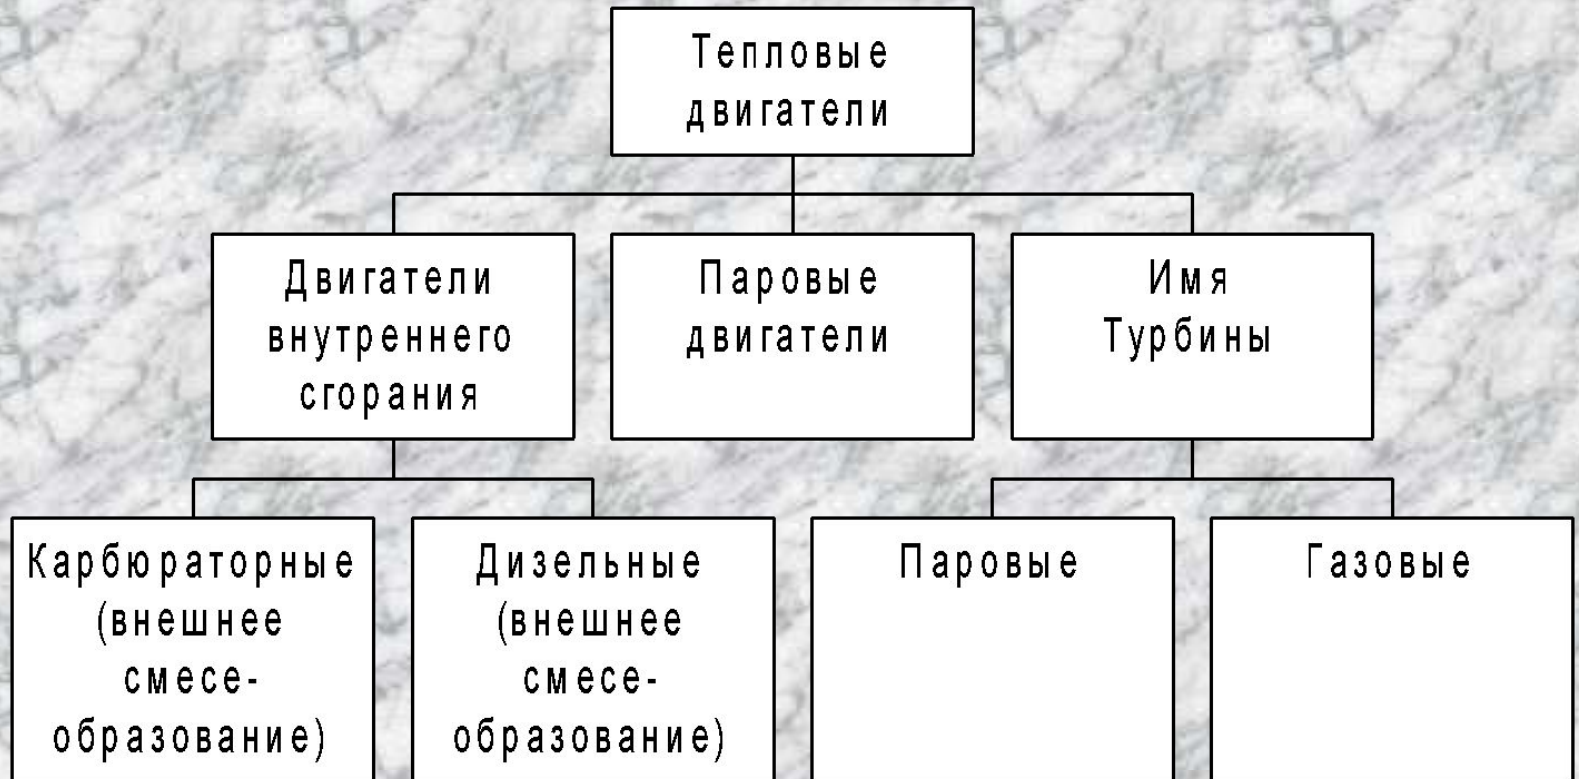 Тепловые
двигатели
Двигатели
внутреннего
сгорания
Паровые
двигатели
Имя
Турбины
Карбюраторные
(внешнее
смесе-
образование)
Дизельные
(внешнее
смесе-
образование)
Паровые
Газовые